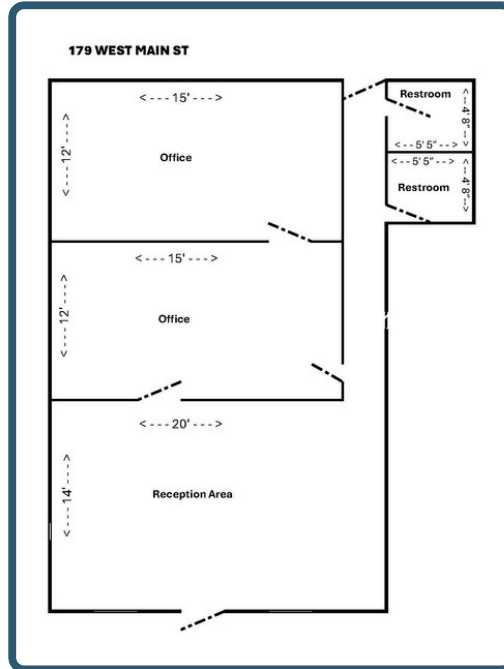 179 WEST MAIN ST
<---15'--->
Restroom
<---12'--->
<--4' 8"-->
Office
<--5' 5"-->
<--5' 5"-->
<--4' 8"-->
Restroom
<---15'--->
<---12'--->
Office
<---20'--->
<---14'--->
Reception Area